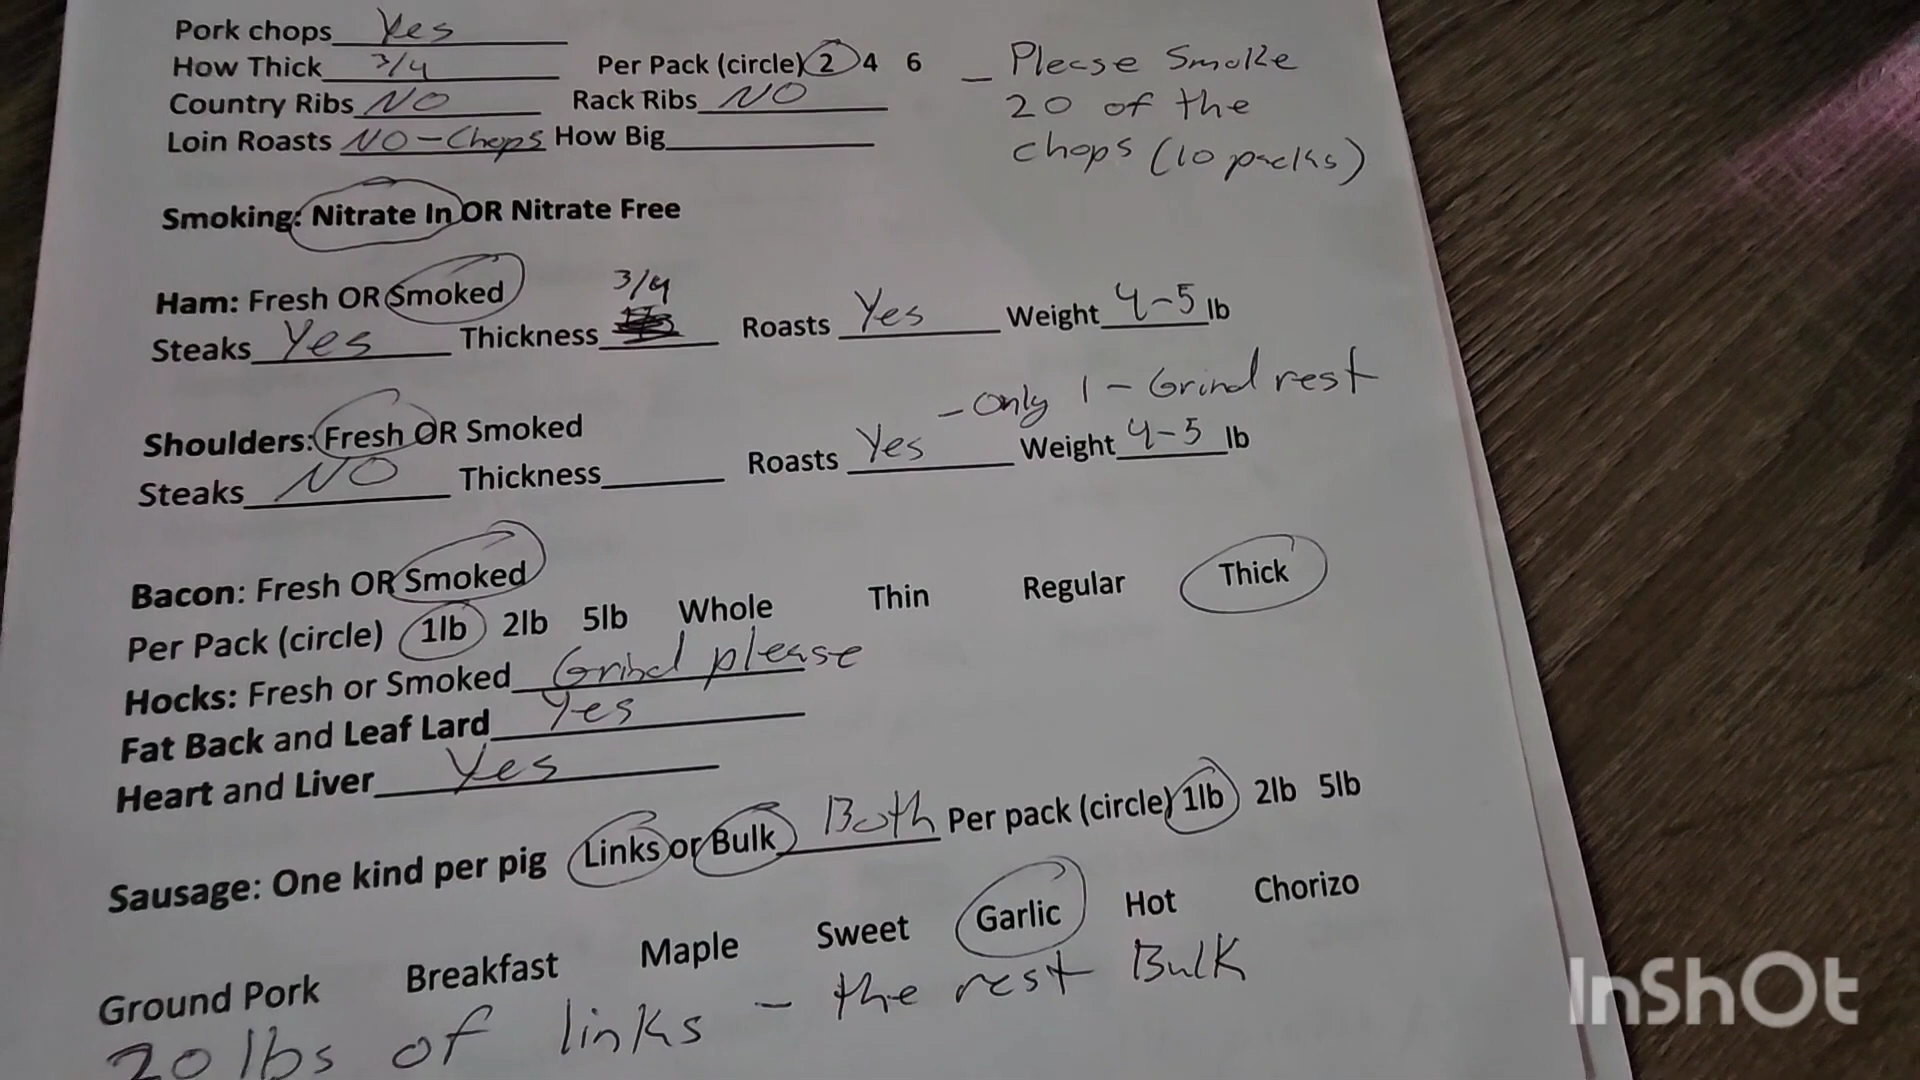 Pork chops Yes
How Thick 3/4 Per Pack (circle) 2 4 6
Country Ribs NO Rack Ribs NO
Loin Roasts NO - Chops How Big
- Please Smoke
20 of the
chops (10 packs)
Smoking: Nitrate In OR Nitrate Free
Ham: Fresh OR Smoked
3/4
Steaks Yes Thickness Roasts Yes Weight 4-5 lb
- Only 1 - Grind rest
Shoulders: Fresh OR Smoked
Steaks NO Thickness Roasts Yes Weight 4-5 lb
Bacon: Fresh OR Smoked
Per Pack (circle) 1lb 2lb 5lb Whole Thin Regular Thick
Hocks: Fresh or Smoked Grind please
Fat Back and Leaf Lard Yes
Heart and Liver Yes
Sausage: One kind per pig Links or Bulk Both Per pack (circle) 1lb 2lb 5lb
Ground Pork Breakfast Maple Sweet Garlic Hot Chorizo
20 lbs of links - the rest Bulk
InShOt